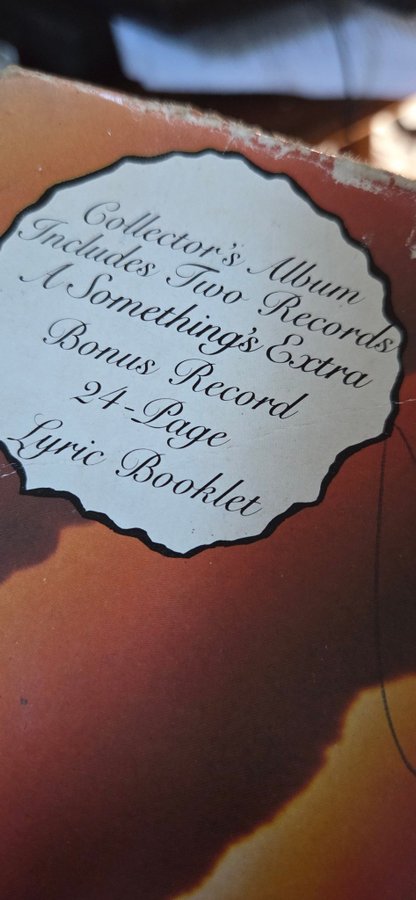 Collector's Album
Includes Two Records
A Something's Extra
Bonus Record
24-Page
Lyric Booklet